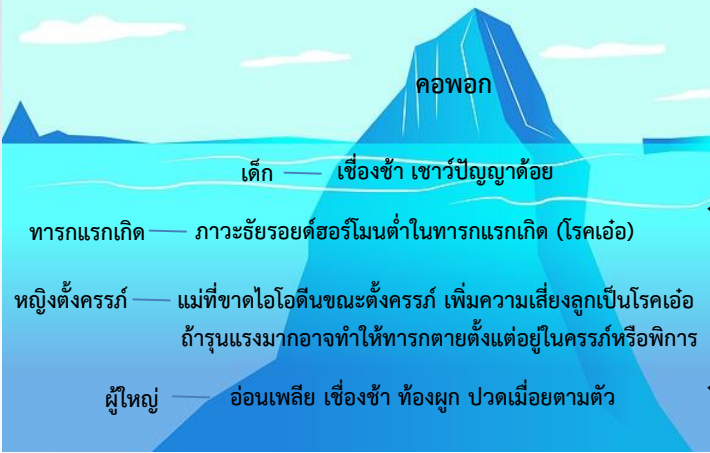 คอพอก
เด็ก เชื่องช้า เชาว์ปัญญาด้อย
ทารกแรกเกิด ภาวะธัยรอยด์ฮอร์โมนต่ำในทารกแรกเกิด (โรคเอ๋อ)
หญิงตั้งครรภ์ แม่ที่ขาดไอโอดีนขณะตั้งครรภ์ เพิ่มความเสี่ยงลูกเป็นโรคเอ๋อ
ถ้ารุนแรงมากอาจทำให้ทารกตายตั้งแต่อยู่ในครรภ์หรือพิการ
ผู้ใหญ่ อ่อนเพลีย เชื่องช้า ท้องผูก ปวดเมื่อยตามตัว